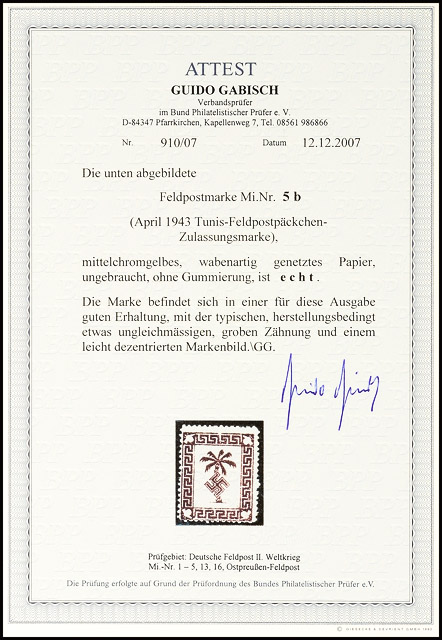 ATTEST
GUIDO GABISCH
Verbandsprüfer
im Bund Philatelistischer Prüfer e. V.
D-84347 Pfarrkirchen, Kapellenweg 7, Tel. 08561 986866
Nr. 910/07 Datum 12.12.2007
Die unten abgebildete
Feldpostmarke Mi.Nr. 5 b
(April 1943 Tunis-Feldpostpäckchen-
Zulassungsmarke),
mittelchromgelbes, wabenartig genetztes Papier,
ungebraucht, ohne Gummierung, ist e c h t .
Die Marke befindet sich in einer für diese Ausgabe
guten Erhaltung, mit der typischen, herstellungsbedingt
etwas ungleichmässigen, groben Zähnung und einem
leicht dezentrierten Markenbild.\GG.
Prüfgebiet: Deutsche Feldpost II. Weltkrieg
Mi.-Nr. 1 – 5, 13, 16, Ostpreußen-Feldpost
Die Prüfung erfolgte auf Grund der Prüfordnung des Bundes Philatelistischer Prüfer e.V.